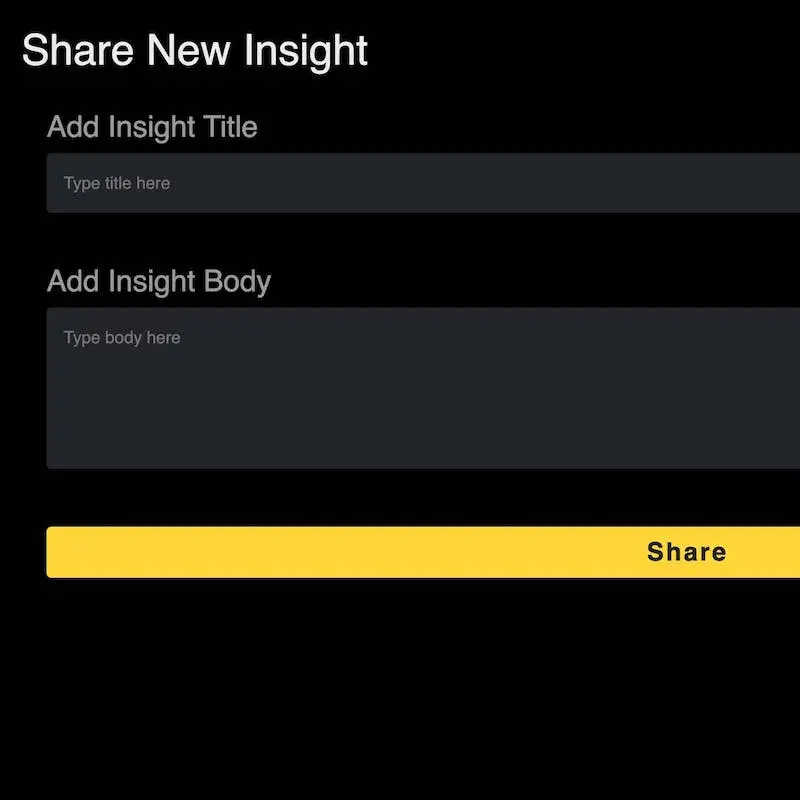 Share New Insight
Add Insight Title
Type title here
Add Insight Body
Type body here
Share